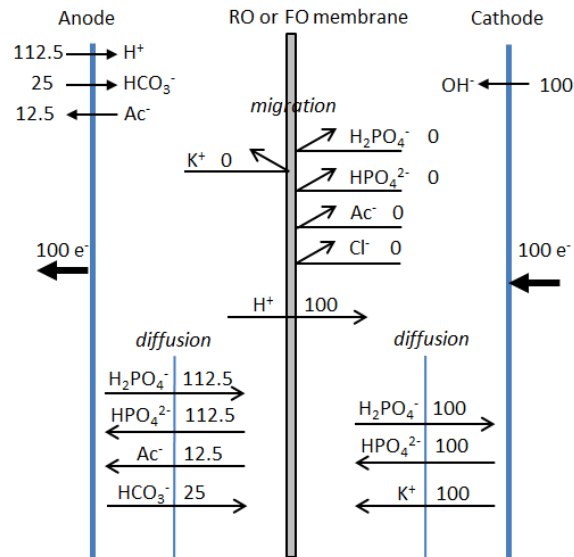 Anode RO or FO membrane Cathode
112.5 H⁺
25 HCO₃⁻
12.5 Ac⁻
OH⁻ 100
migration
H₂PO₄⁻ 0
K⁺ 0
HPO₄²⁻ 0
Ac⁻ 0
Cl⁻ 0
100 e⁻
100 e⁻
H⁺ 100
diffusion
diffusion
H₂PO₄⁻ 112.5
HPO₄²⁻ 112.5
Ac⁻ 12.5
HCO₃⁻ 25
H₂PO₄⁻ 100
HPO₄²⁻ 100
K⁺ 100